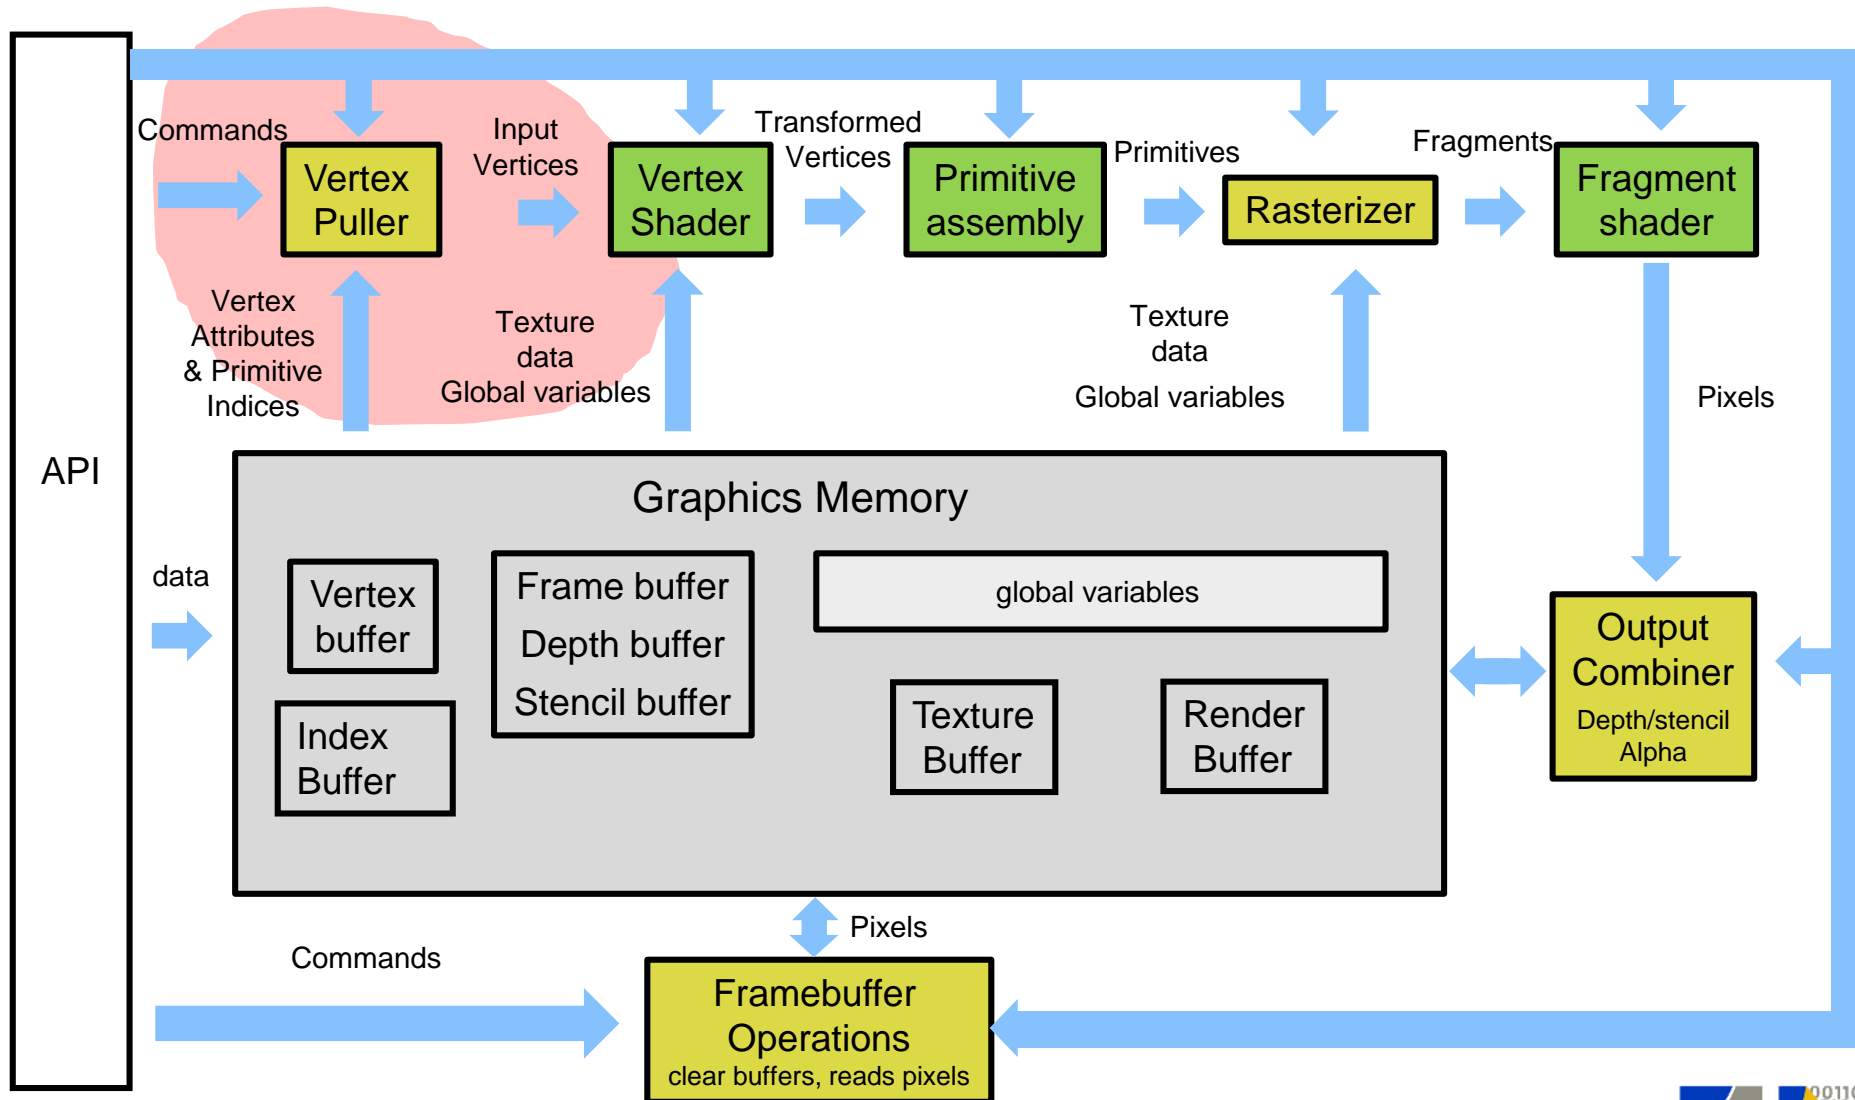 Commands
Input
Vertices
Transformed
Vertices
Primitives
Fragments
Vertex
Puller
Vertex
Shader
Primitive
assembly
Rasterizer
Fragment
shader
Vertex
Attributes
& Primitive
Indices
Texture
data
Global variables
Texture
data
Global variables
Pixels
API
Graphics Memory
data
Vertex
buffer
Frame buffer
Depth buffer
Stencil buffer
global variables
Index
Buffer
Texture
Buffer
Render
Buffer
Output
Combiner
Depth/stencil
Alpha
Pixels
Commands
Framebuffer
Operations
clear buffers, reads pixels